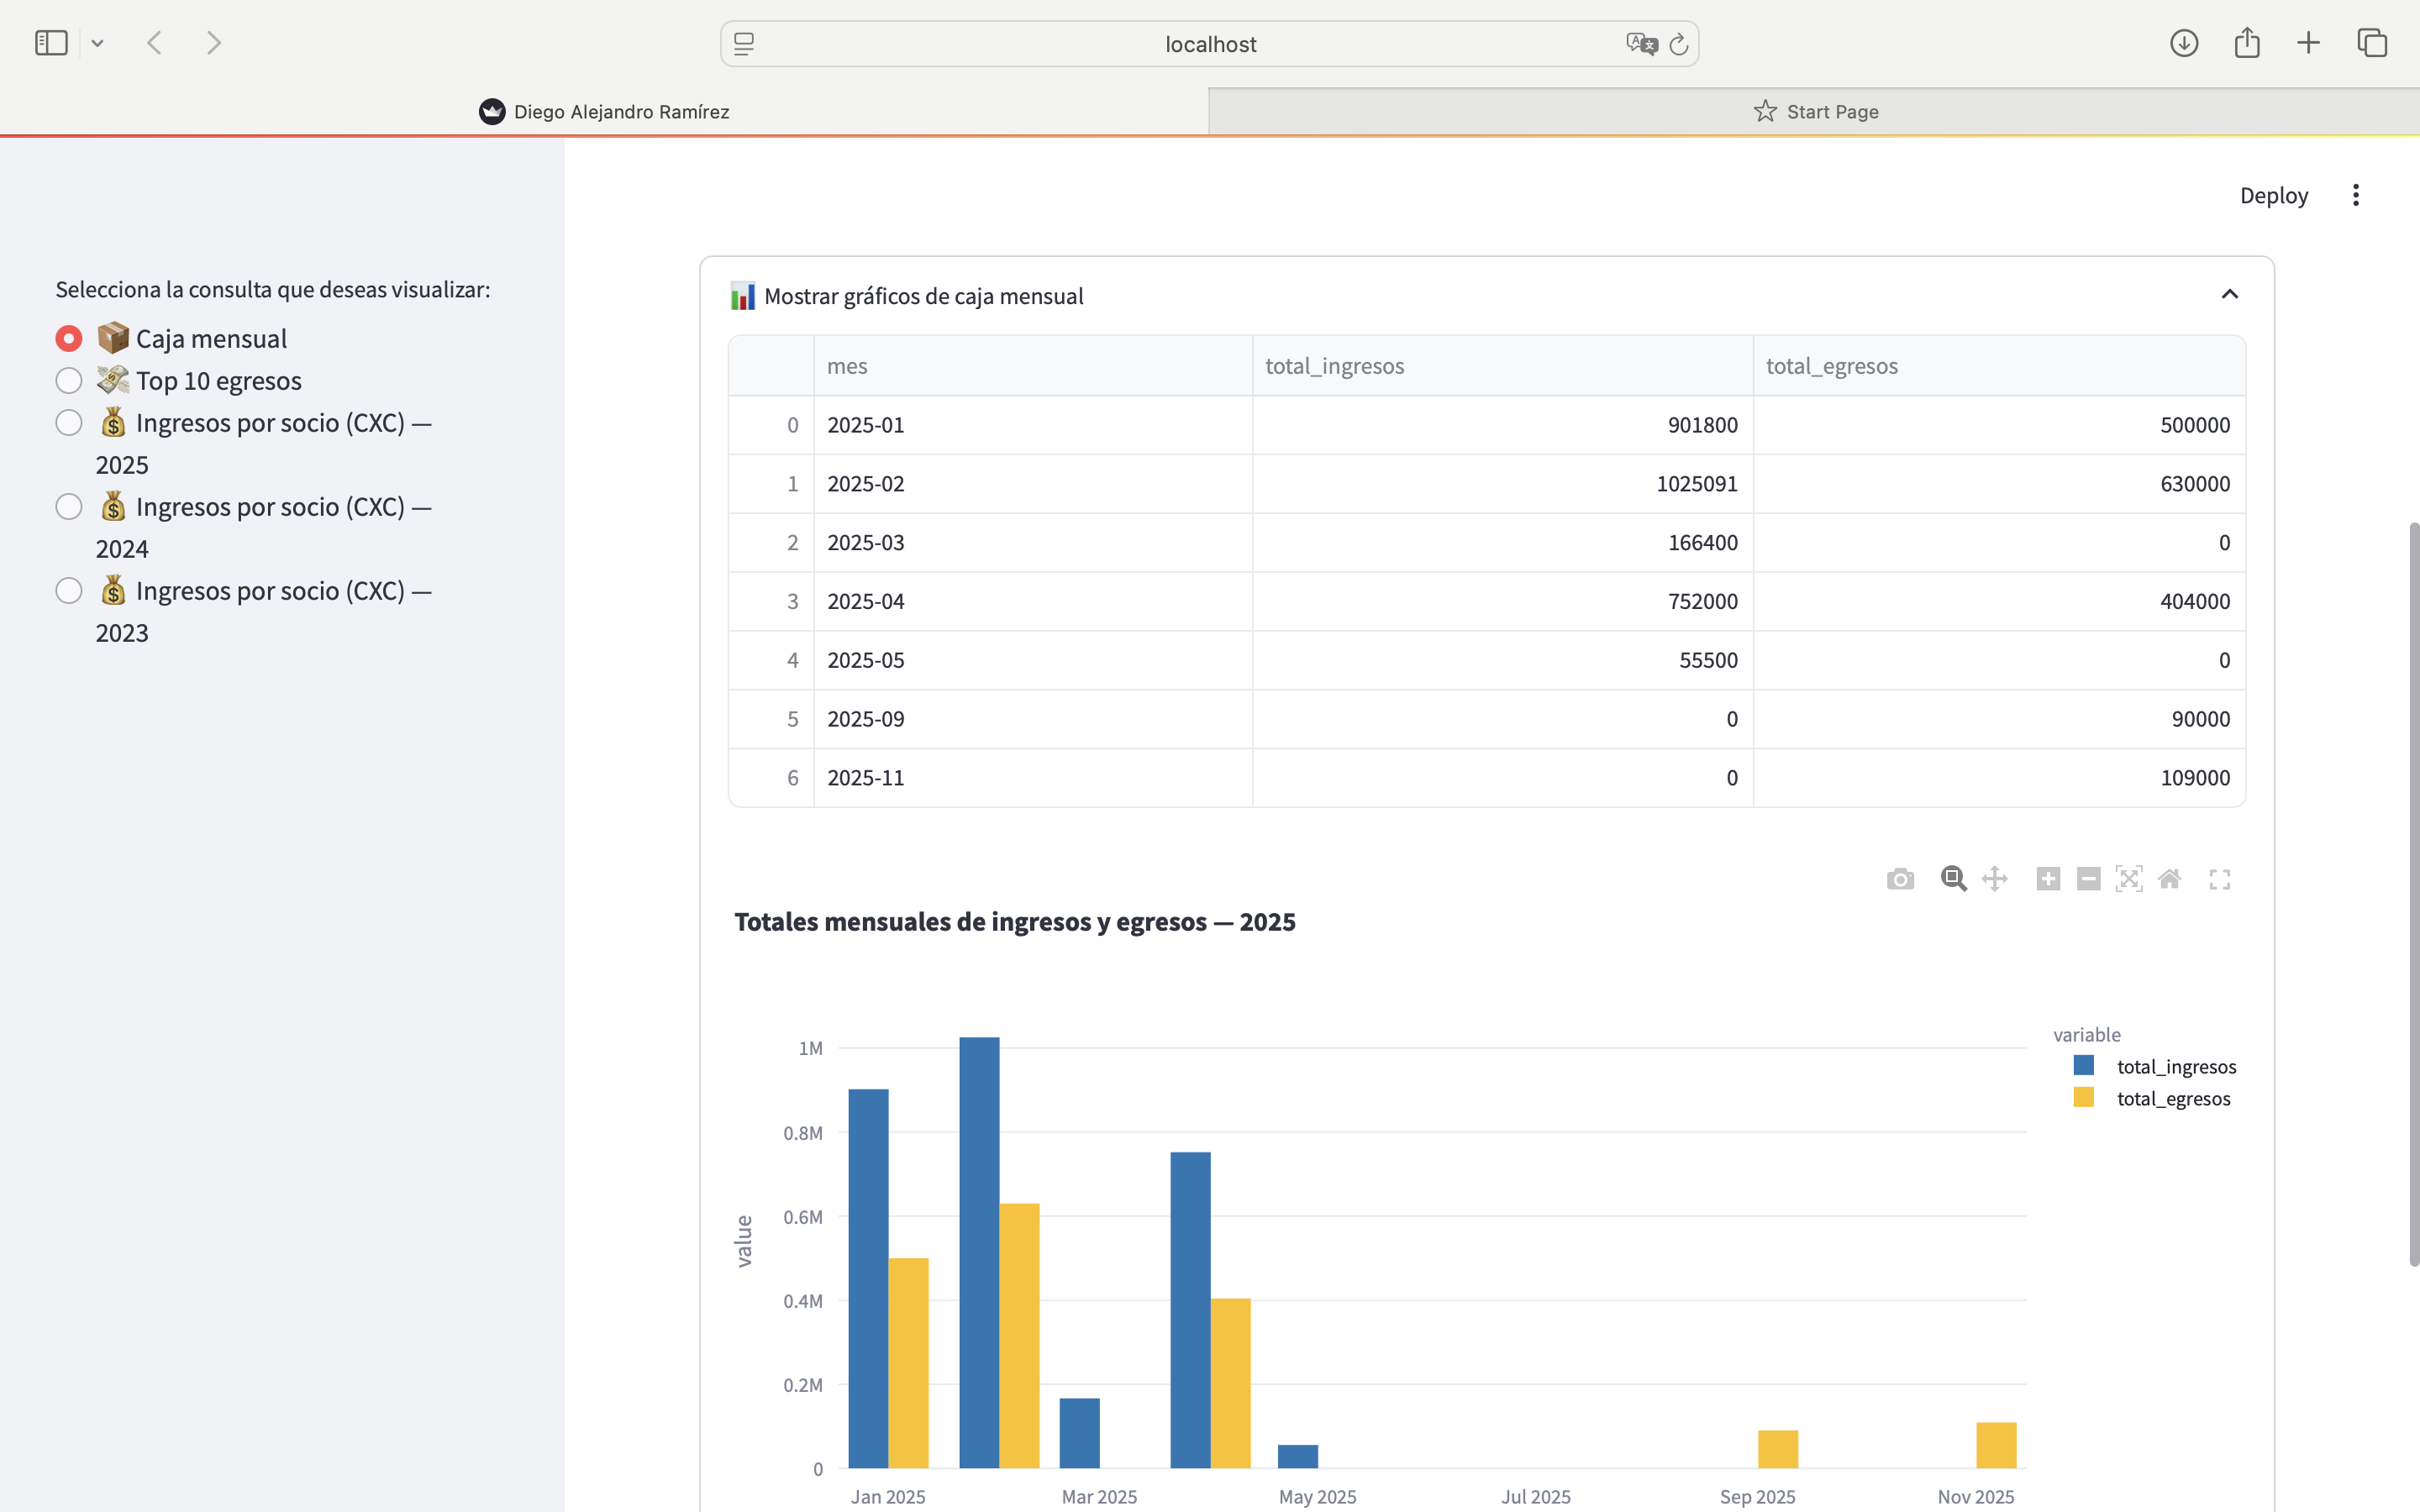 localhost
Diego Alejandro Ramírez
Start Page
Deploy
Selecciona la consulta que deseas visualizar:
📦 Caja mensual
💸 Top 10 egresos
💰 Ingresos por socio (CXC) —
2025
💰 Ingresos por socio (CXC) —
2024
💰 Ingresos por socio (CXC) —
2023
📊 Mostrar gráficos de caja mensual
mes total_ingresos total_egresos
0 2025-01 901800 500000
1 2025-02 1025091 630000
2 2025-03 166400 0
3 2025-04 752000 404000
4 2025-05 55500 0
5 2025-09 0 90000
6 2025-11 0 109000
Totales mensuales de ingresos y egresos — 2025
variable
total_ingresos
total_egresos
value
1M
0.8M
0.6M
0.4M
0.2M
0
Jan 2025 Mar 2025 May 2025 Jul 2025 Sep 2025 Nov 2025